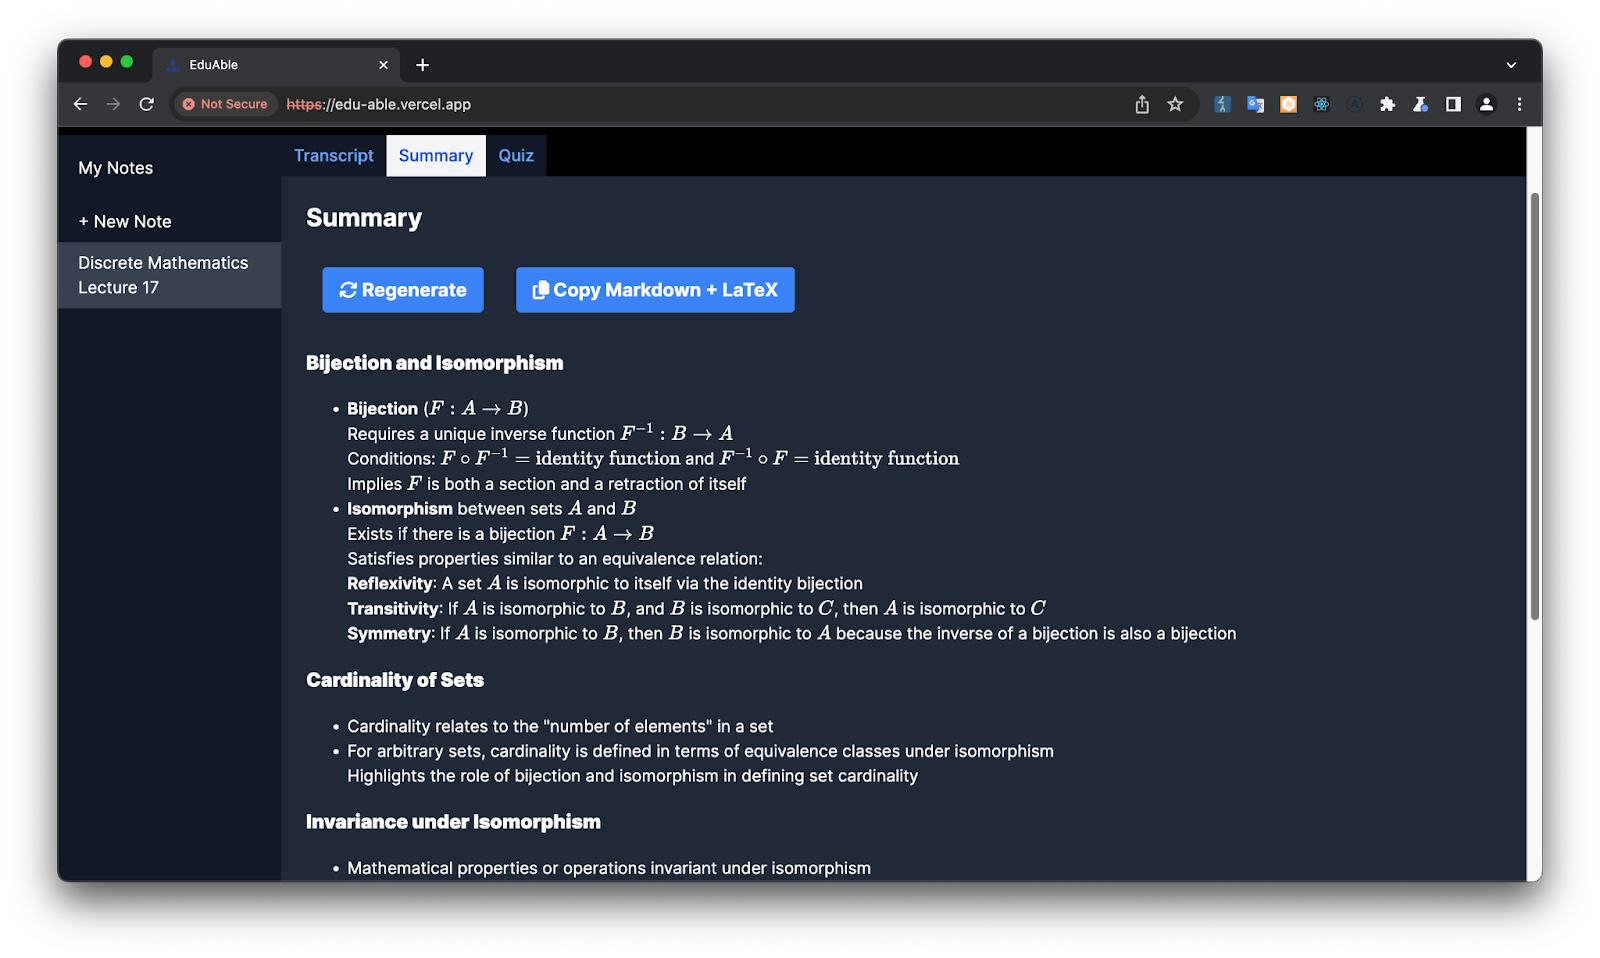 EduAble
Not Secure https://edu-able.vercel.app
My Notes
+ New Note
Discrete Mathematics
Lecture 17
Transcript Summary Quiz
Summary
Regenerate Copy Markdown + LaTeX
Bijection and Isomorphism
• Bijection (F : A → B)
Requires a unique inverse function F⁻¹ : B → A
Conditions: F ∘ F⁻¹ = identity function and F⁻¹ ∘ F = identity function
Implies F is both a section and a retraction of itself
• Isomorphism between sets A and B
Exists if there is a bijection F : A → B
Satisfies properties similar to an equivalence relation:
Reflexivity: A set A is isomorphic to itself via the identity bijection
Transitivity: If A is isomorphic to B, and B is isomorphic to C, then A is isomorphic to C
Symmetry: If A is isomorphic to B, then B is isomorphic to A because the inverse of a bijection is also a bijection
Cardinality of Sets
• Cardinality relates to the "number of elements" in a set
• For arbitrary sets, cardinality is defined in terms of equivalence classes under isomorphism
Highlights the role of bijection and isomorphism in defining set cardinality
Invariance under Isomorphism
• Mathematical properties or operations invariant under isomorphism